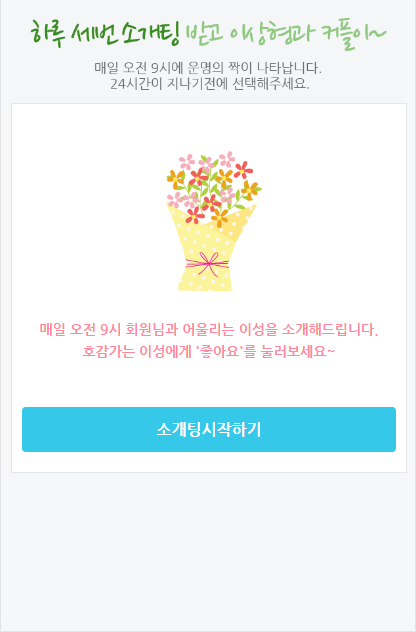 하루 세번 소개팅 받고 이상형과 커플이~
매일 오전 9시에 운명의 짝이 나타납니다.
24시간이 지나기전에 선택해주세요.
매일 오전 9시 회원님과 어울리는 이성을 소개해드립니다.
호감가는 이성에게 '좋아요'를 눌러보세요~
소개팅시작하기